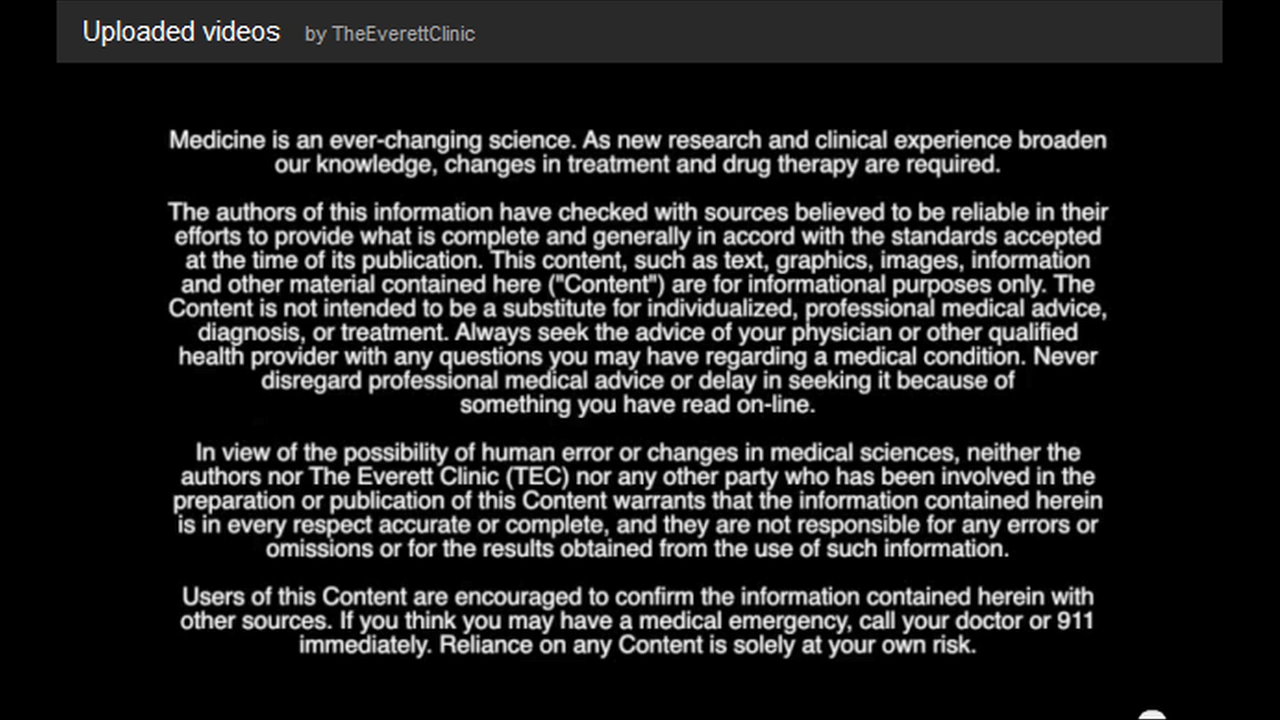 Uploaded videos by TheEverettClinic
Medicine is an ever-changing science. As new research and clinical experience broaden
our knowledge, changes in treatment and drug therapy are required.
The authors of this information have checked with sources believed to be reliable in their
efforts to provide what is complete and generally in accord with the standards accepted
at the time of its publication. This content, such as text, graphics, images, information
and other material contained here ("Content") are for informational purposes only. The
Content is not intended to be a substitute for individualized, professional medical advice,
diagnosis, or treatment. Always seek the advice of your physician or other qualified
health provider with any questions you may have regarding a medical condition. Never
disregard professional medical advice or delay in seeking it because of
something you have read on-line.
In view of the possibility of human error or changes in medical sciences, neither the
authors nor The Everett Clinic (TEC) nor any other party who has been involved in the
preparation or publication of this Content warrants that the information contained herein
is in every respect accurate or complete, and they are not responsible for any errors or
omissions or for the results obtained from the use of such information.
Users of this Content are encouraged to confirm the information contained herein with
other sources. If you think you may have a medical emergency, call your doctor or 911
immediately. Reliance on any Content is solely at your own risk.